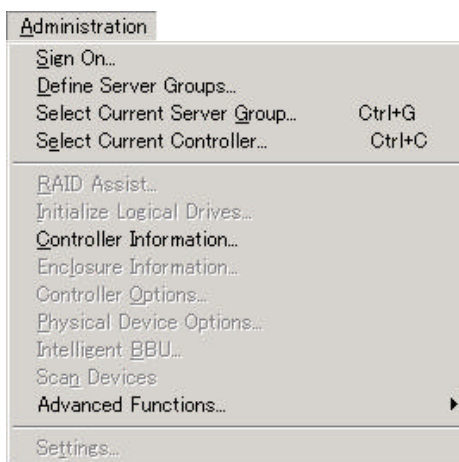 Administration
Sign On...
Define Server Groups...
Select Current Server Group... Ctrl+G
Select Current Controller... Ctrl+C
RAID Assist...
Initialize Logical Drives...
Controller Information...
Enclosure Information...
Controller Options...
Physical Device Options...
Intelligent BBU...
Scan Devices
Advanced Functions...
Settings...